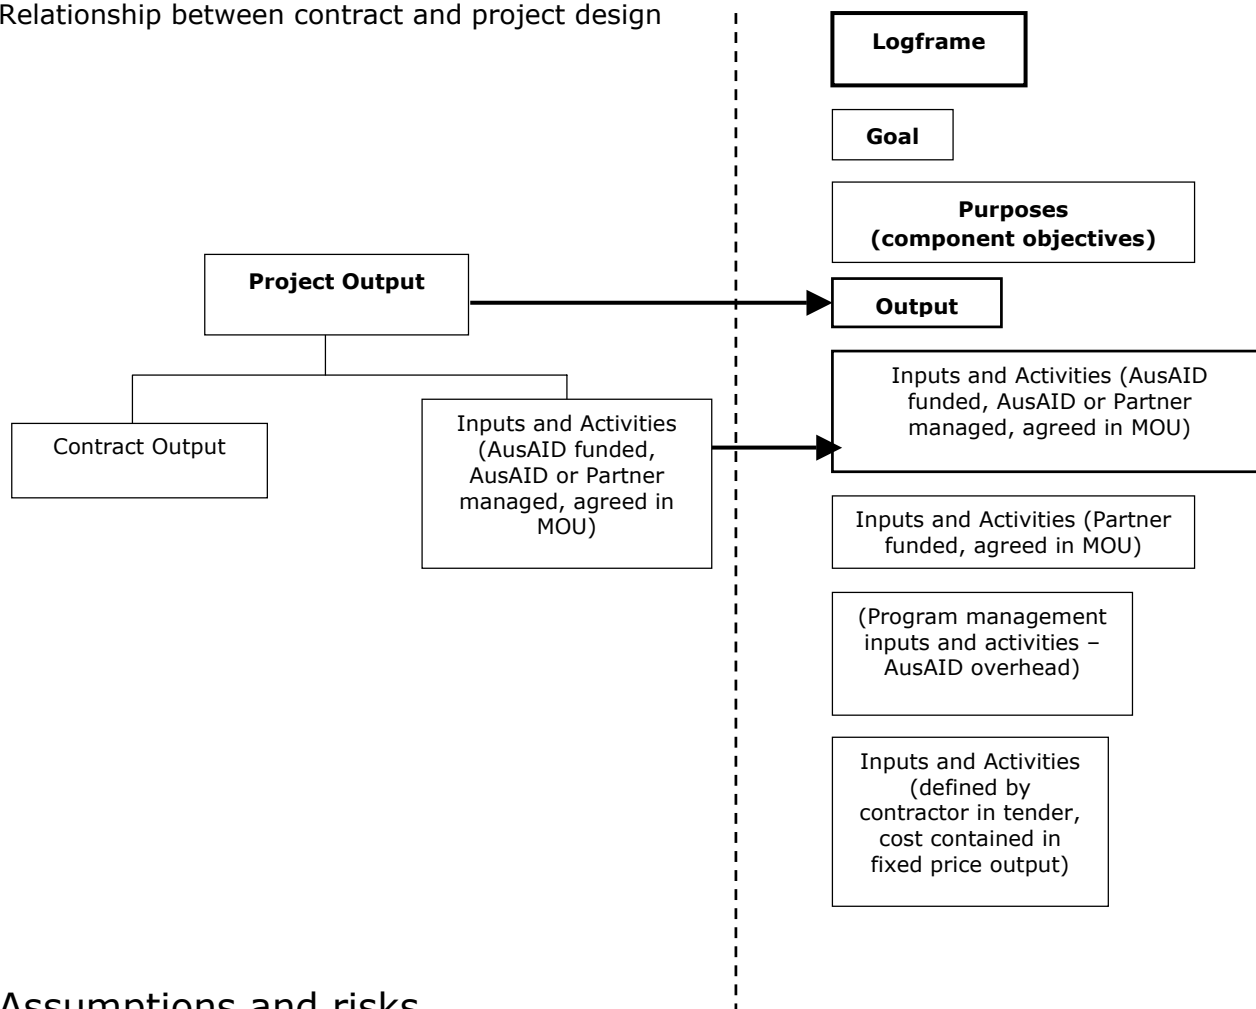 Relationship between contract and project design
Logframe
Goal
Purposes
(component objectives)
Project Output
Output
Contract Output
Inputs and Activities
(AusAID funded,
AusAID or Partner
managed, agreed in
MOU)
Inputs and Activities (AusAID
funded, AusAID or Partner
managed, agreed in MOU)
Inputs and Activities (Partner
funded, agreed in MOU)
(Program management
inputs and activities –
AusAID overhead)
Inputs and Activities
(defined by
contractor in tender,
cost contained in
fixed price output)
Assumptions and risks